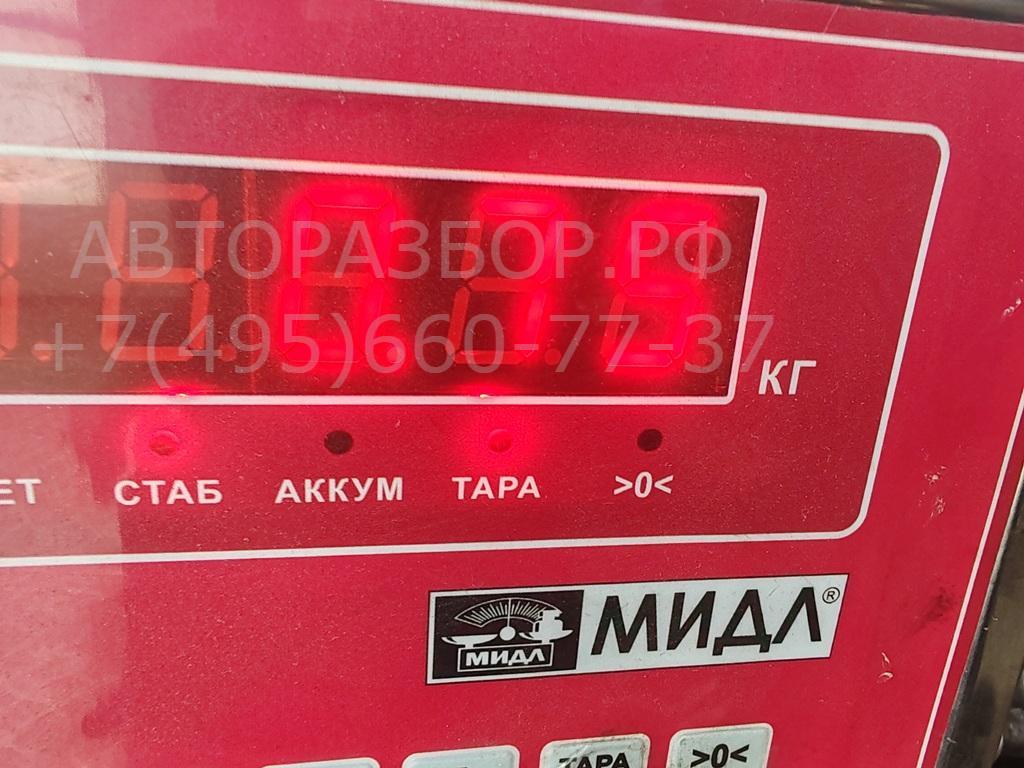 АВТОРАЗБОР.РФ
+7(495)660-77-37
КГ
СТАБ АККУМ ТАРА >0<
МИДЛ МИДЛ®
ТАРА >0<